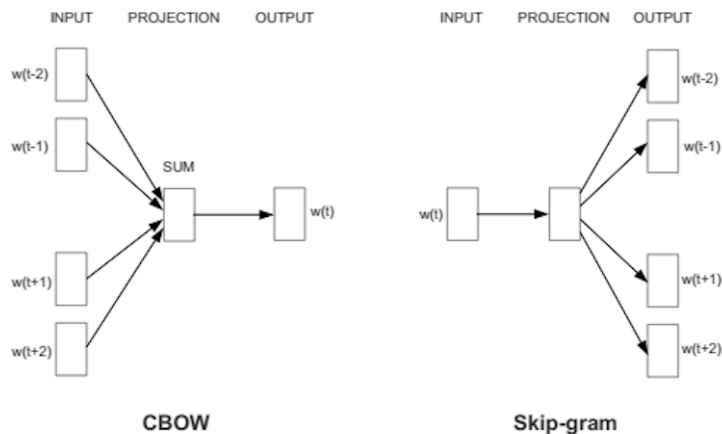 INPUT PROJECTION OUTPUT
w(t-2)
w(t-1)
SUM
w(t)
w(t+1)
w(t+2)
CBOW
INPUT PROJECTION OUTPUT
w(t-2)
w(t-1)
w(t)
w(t+1)
w(t+2)
Skip-gram